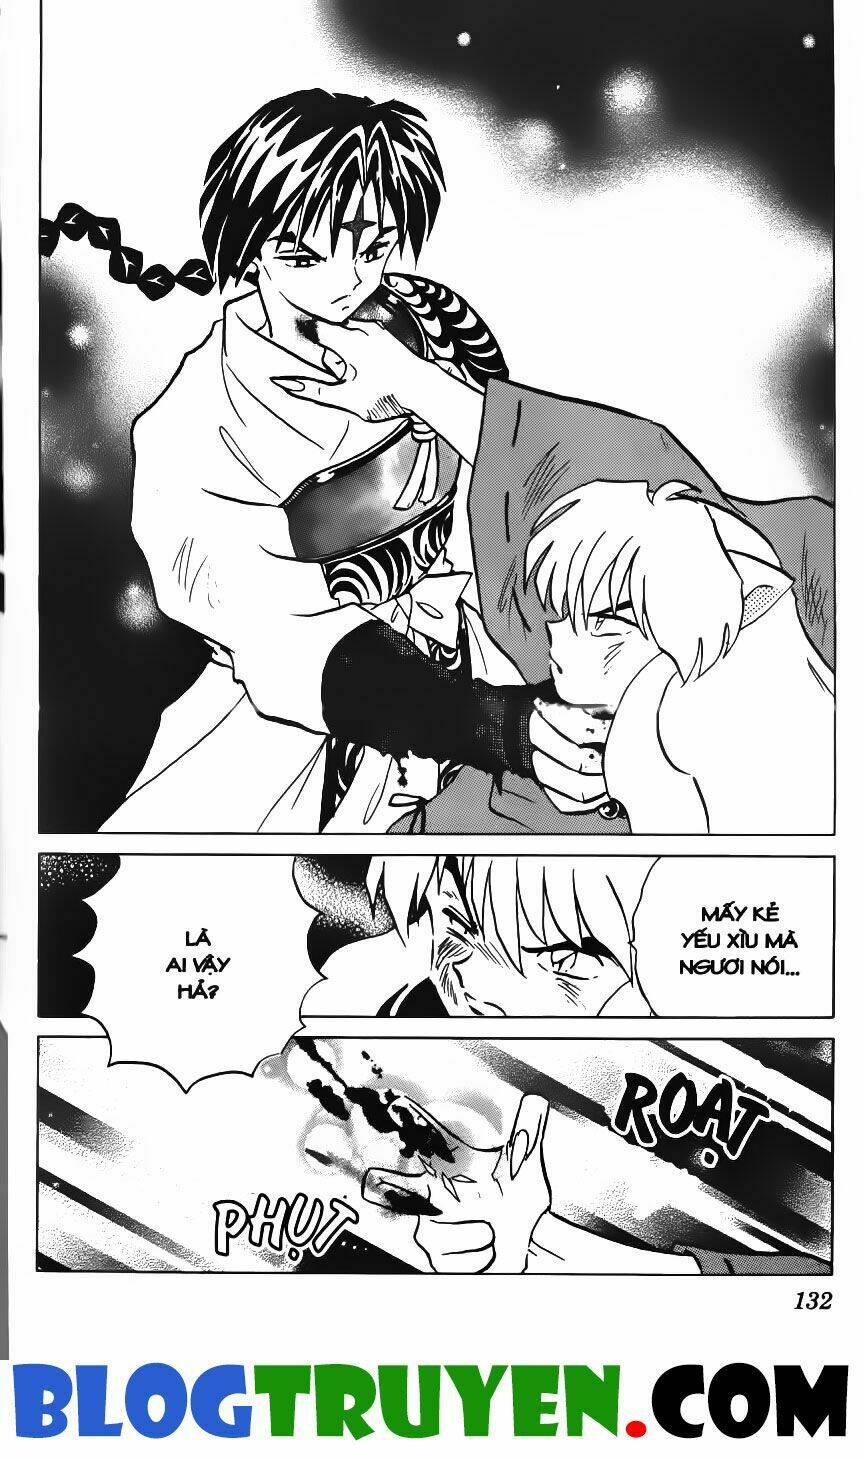 MẤY KẺ
YẾU XÌU MÀ
NGƯƠI NÓI...
LÀ
AI VẬY
HẢ?
ROẠT
PHỤT...
132
BLOGTRUYEN.COM